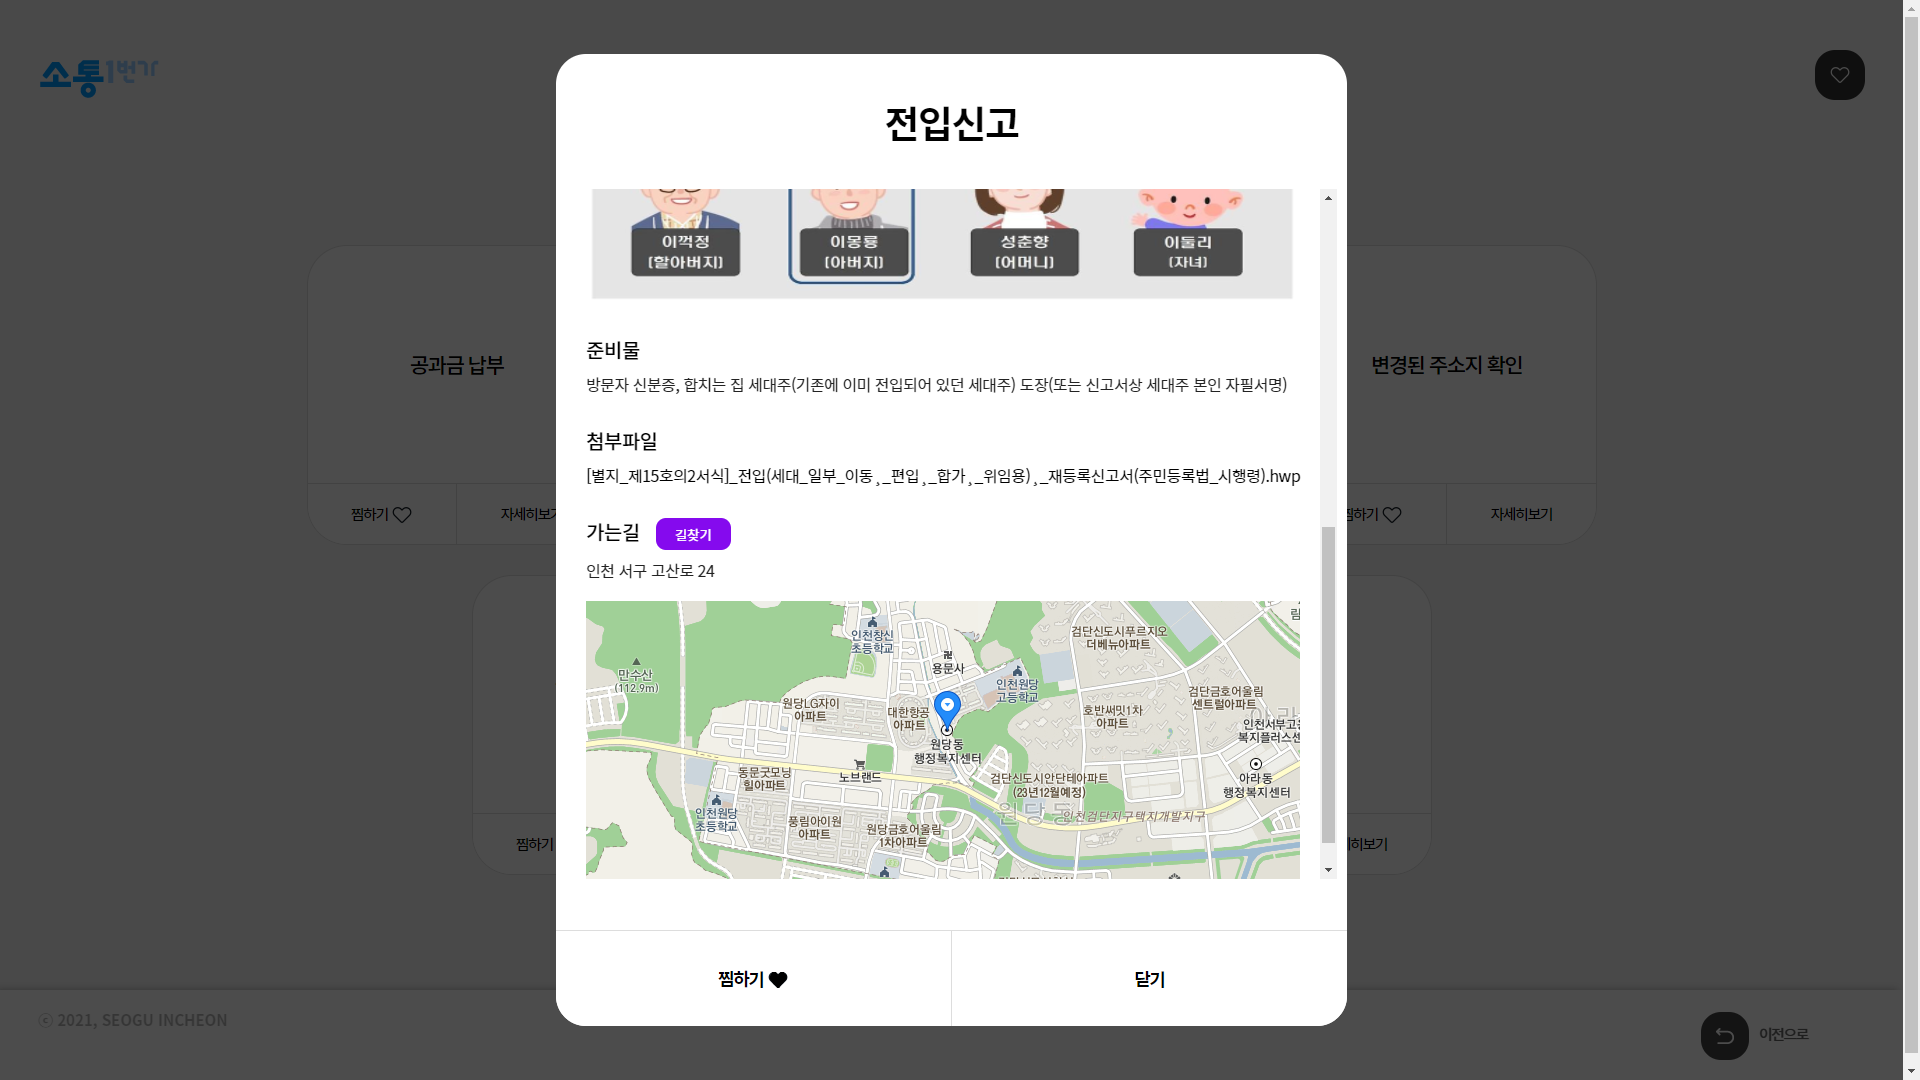 소통1번가
전입신고
이꺽정
(할아버지)
이몽룡
(아버지)
성춘향
(어머니)
이둘리
(자녀)
준비물
방문자 신분증, 합치는 집 세대주(기존에 이미 전입되어 있던 세대주) 도장(또는 신고서상 세대주 본인 자필서명)
첨부파일
[별지_제15호의2서식]_전입(세대_일부_이동¸_편입¸_합가¸_위임용)¸_재등록신고서(주민등록법_시행령).hwp
가는길
길찾기
인천 서구 고산로 24
인천창신
초등학교
용문사
만수산
(112.9m)
검단신도시푸르지오
더베뉴아파트
인천원당
고등학교
원당LG자이
아파트
대한항공
아파트
호반써밋1차
아파트
검단금호어울림
센트럴아파트
복지플러스센
원당동
행정복지센터
노브랜드
동문굿모닝
힐아파트
검단신도시안단테아파트
(23년12월예정)
아라동
행정복지센터
원당동
인천검단지구택지개발지구
인천원당
초등학교
풍림아이원
아파트
원당금호어울림
1차아파트
찜하기
닫기
공과금 납부
찜하기
자세히보기
변경된 주소지 확인
찜하기
자세히보기
찜하기
세히보기
ⓒ 2021, SEOGU INCHEON
이전으로